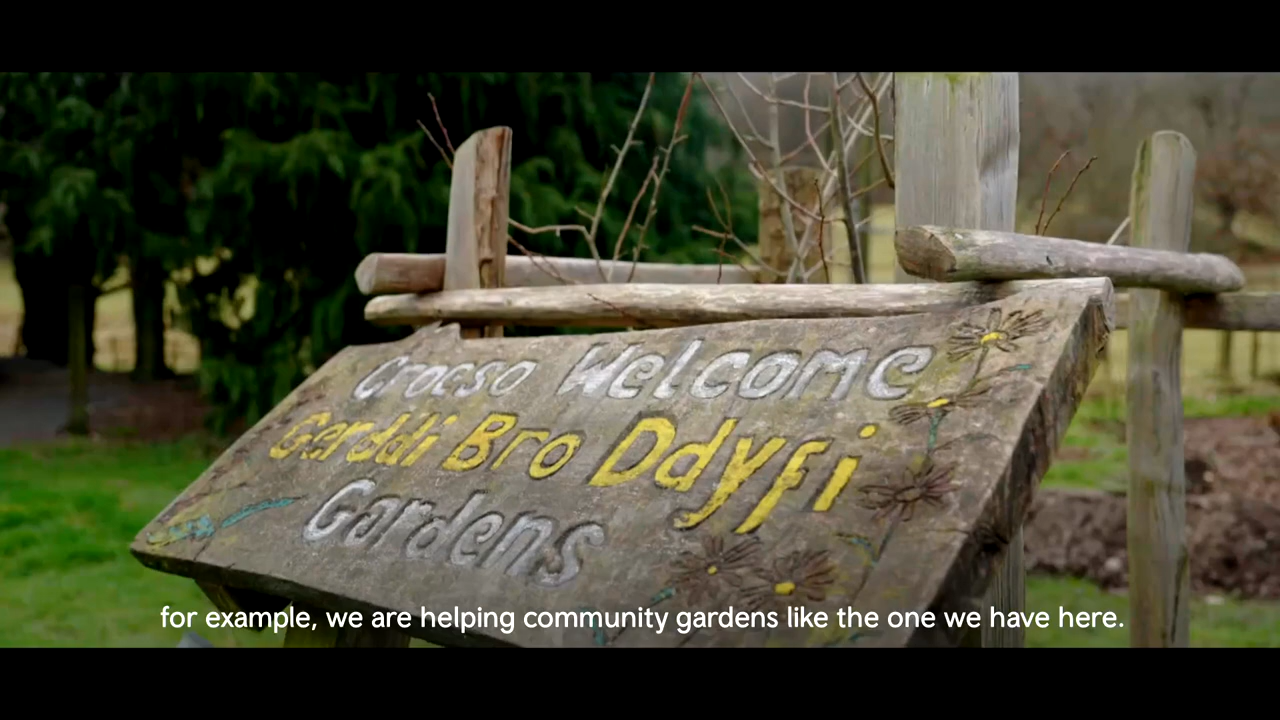 Croeso Welcome
Gerddi Bro Ddyfi
Gardens
for example, we are helping community gardens like the one we have here.